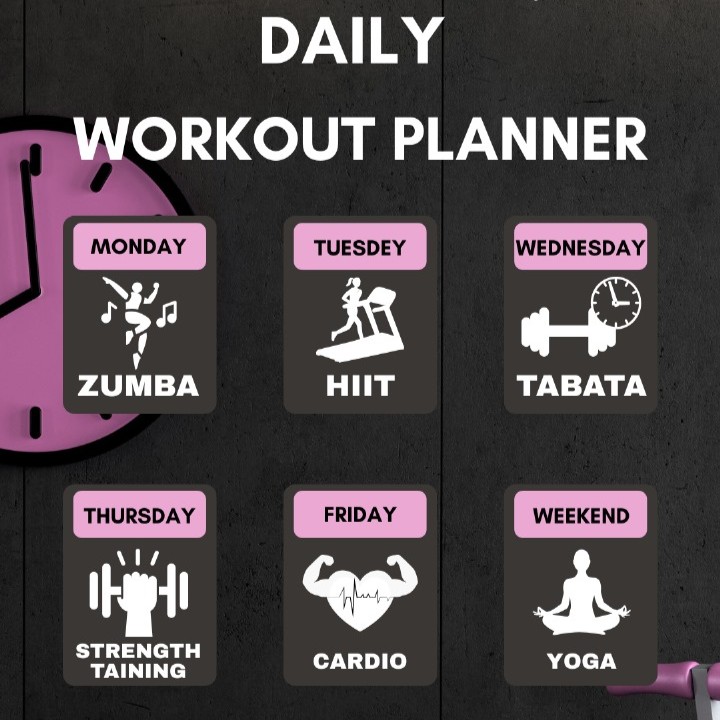 DAILY
WORKOUT PLANNER
MONDAY
ZUMBA
TUESDEY
HIIT
WEDNESDAY
TABATA
THURSDAY
STRENGTH
TAINING
FRIDAY
CARDIO
WEEKEND
YOGA